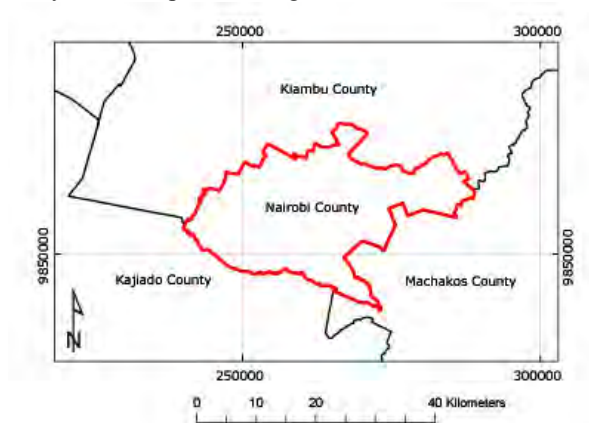 250000 300000
Kiambu County
Nairobi County
9850000 9850000
Kajiado County Machakos County
N
250000 300000
0 10 20 40 Kilometers